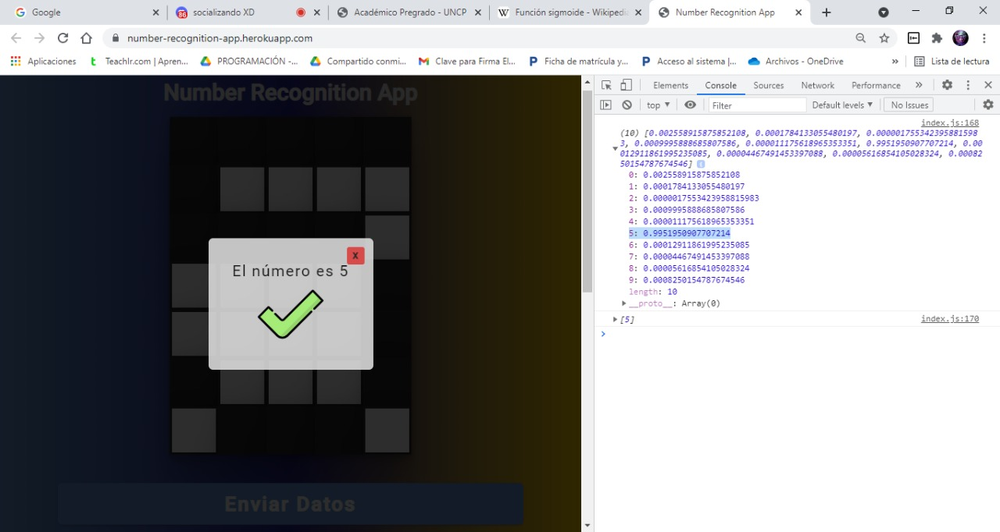 Google
socializando XD
Académico Pregrado - UNCP
Función sigmoide - Wikipedi
Number Recognition App
number-recognition-app.herokuapp.com
Aplicaciones
Teachlr.com | Apren...
PROGRAMACIÓN -...
Compartido conmi...
Clave para Firma El...
Ficha de matrícula y...
Acceso al sistema |...
Archivos - OneDrive
»
Lista de lectura
Number Recognition App
El número es 5
X
Enviar Datos
Elements
Console
Sources
Network
Performance
»
top
Filter
Default levels
No Issues
index.js:168
(10) [0.002558915875852108, 0.0001784133055480197, 0.000001755342395881598
3, 0.0009995888685807586, 0.000011175618965353351, 0.9951950907707214, 0.00
012911861995235085, 0.00004467491453397088, 0.00005616854105028324, 0.00082
50154787674546]
0: 0.002558915875852108
1: 0.0001784133055480197
2: 0.0000017553423958815983
3: 0.0009995888685807586
4: 0.000011175618965353351
5: 0.9951950907707214
6: 0.00012911861995235085
7: 0.00004467491453397088
8: 0.00005616854105028324
9: 0.0008250154787674546
length: 10
__proto__: Array(0)
[5]
index.js:170